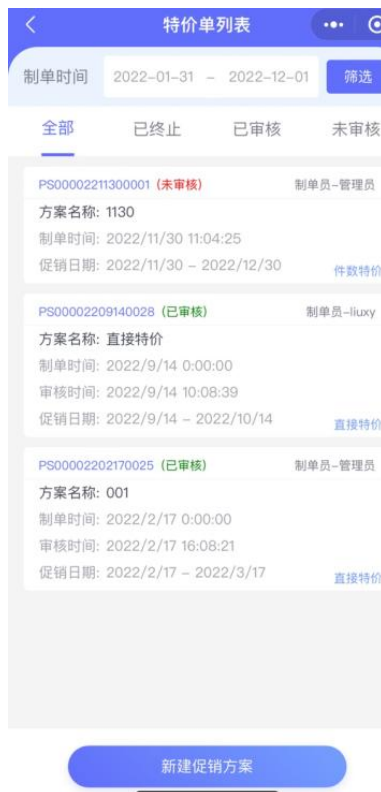 特价单列表
制单时间 2022-01-31 - 2022-12-01 筛选
全部 已终止 已审核 未审核
PS00002211300001 (未审核) 制单员-管理员
方案名称: 1130
制单时间: 2022/11/30 11:04:25
促销日期: 2022/11/30 - 2022/12/30 件数特价
PS00002209140028 (已审核) 制单员-liuxy
方案名称: 直接特价
制单时间: 2022/9/14 0:00:00
审核时间: 2022/9/14 10:08:39
促销日期: 2022/9/14 - 2022/10/14 直接特价
PS00002202170025 (已审核) 制单员-管理员
方案名称: 001
制单时间: 2022/2/17 0:00:00
审核时间: 2022/2/17 16:08:21
促销日期: 2022/2/17 - 2022/3/17 直接特价
新建促销方案